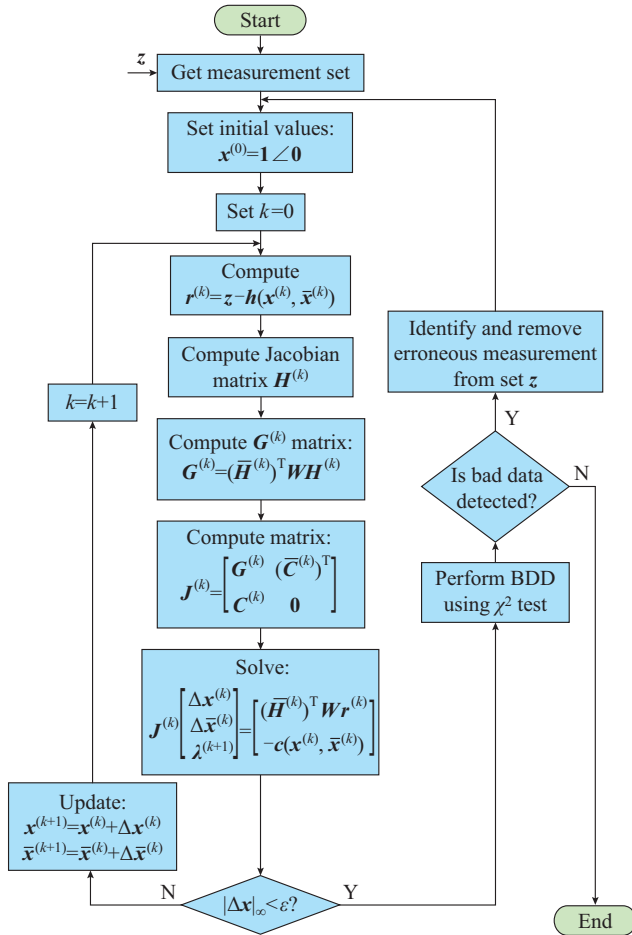 Start
z
Get measurement set
Set initial values:
x^(0)=1∠0
Set k=0
Compute
r^(k)=z−h(x^(k), x̄^(k))
Compute Jacobian
matrix H^(k)
Compute G^(k) matrix:
G^(k)=(H̄^(k))^T WH^(k)
Compute matrix:
J^(k)=[G^(k) (C̄^(k))^T
C^(k) 0]
Solve:
J^(k)[Δx^(k)
Δx̄^(k)
λ^(k+1)]=[(H̄^(k))^T Wr^(k)
−c(x^(k), x̄^(k))]
|Δx|_∞<ε?
N
Y
Update:
x^(k+1)=x^(k)+Δx^(k)
x̄^(k+1)=x̄^(k)+Δx̄^(k)
k=k+1
Perform BDD
using χ² test
Is bad data
detected?
Y
N
Identify and remove
erroneous measurement
from set z
End